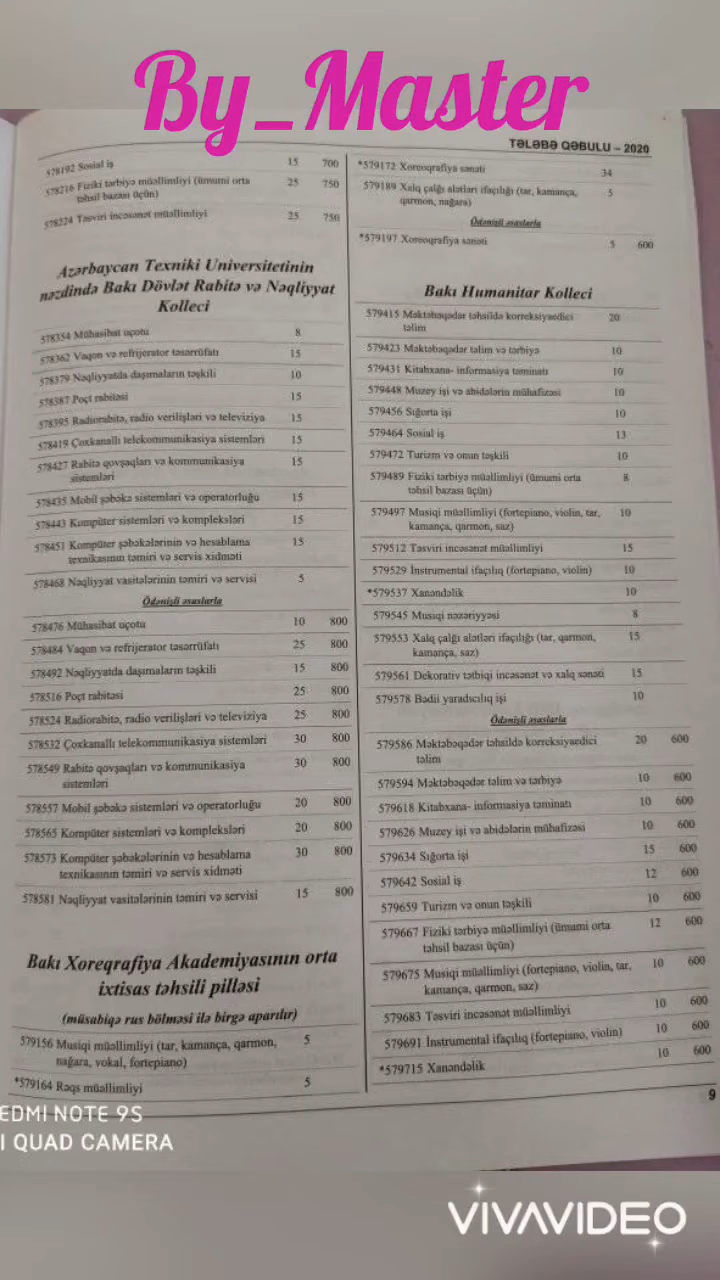 By_Master
TƏLƏBƏ QƏBULU – 2020
578192 Sosial iş 15 700
578216 Fiziki tərbiyə müəllimliyi (ümumi orta 25 750
təhsil bazası üçün)
578224 Təsviri incəsənət müəllimliyi 25 750
Azərbaycan Texniki Universitetinin
nəzdində Bakı Dövlət Rabitə və Nəqliyyat
Kolleci
578354 Mühasibat uçotu 8
578362 Vaqon və refrijerator təsərrüfatı 15
578379 Nəqliyyatda daşımaların təşkili 10
578387 Poçt rabitəsi 15
578395 Radiorabitə, radio verilişləri və televiziya 15
578419 Çoxkanallı telekommunikasiya sistemləri 15
578427 Rabitə qovşaqları və kommunikasiya 15
sistemləri
578435 Mobil şəbəkə sistemləri və operatorluğu 15
578443 Kompüter sistemləri və kompleksləri 15
578451 Kompüter şəbəkələrinin və hesablama 15
texnikasının təmiri və servis xidməti
578468 Nəqliyyat vasitələrinin təmiri və servisi 5
Ödənişli əsaslarla
578476 Mühasibat uçotu 10 800
578484 Vaqon və refrijerator təsərrüfatı 25 800
578492 Nəqliyyatda daşımaların təşkili 15 800
578516 Poçt rabitəsi 25 800
578524 Radiorabitə, radio verilişləri və televiziya 25 800
578532 Çoxkanallı telekommunikasiya sistemləri 30 800
578549 Rabitə qovşaqları və kommunikasiya 30 800
sistemləri
578557 Mobil şəbəkə sistemləri və operatorluğu 20 800
578565 Kompüter sistemləri və kompleksləri 20 800
578573 Kompüter şəbəkələrinin və hesablama 30 800
texnikasının təmiri və servis xidməti
578581 Nəqliyyat vasitələrinin təmiri və servisi 15 800
Bakı Xoreqrafiya Akademiyasının orta
ixtisas təhsili pilləsi
(müsabiqə rus bölməsi ilə birgə aparılır)
579156 Musiqi müəllimliyi (tar, kamança, qarmon, 5
nağara, vokal, fortepiano)
*579164 Rəqs müəllimliyi 5
*579172 Xoreoqrafiya sənəti 34
579189 Xalq çalğı alətləri ifaçılığı (tar, kamança, 5
qarmon, nağara)
Ödənişli əsaslarla
*579197 Xoreoqrafiya sənəti 5 600
Bakı Humanitar Kolleci
579415 Məktəbəqədər təhsildə korreksiyaedici 20
təlim
579423 Məktəbəqədər təlim və tərbiyə 10
579431 Kitabxana- informasiya təminatı 10
579448 Muzey işi və abidələrin mühafizəsi 10
579456 Sığorta işi 10
579464 Sosial iş 13
579472 Turizm və onun təşkili 10
579489 Fiziki tərbiyə müəllimliyi (ümumi orta 8
təhsil bazası üçün)
579497 Musiqi müəllimliyi (fortepiano, violin, tar, 10
kamança, qarmon, saz)
579512 Təsviri incəsənət müəllimliyi 15
579529 İnstrumental ifaçılıq (fortepiano, violin) 10
*579537 Xanəndəlik 10
579545 Musiqi nəzəriyyəsi 8
579553 Xalq çalğı alətləri ifaçılığı (tar, qarmon, 15
kamança, saz)
579561 Dekorativ tətbiqi incəsənət və xalq sənəti 15
579578 Bədii yaradıcılıq işi 10
Ödənişli əsaslarla
579586 Məktəbəqədər təhsildə korreksiyaedici 20 600
təlim
579594 Məktəbəqədər təlim və tərbiyə 10 600
579618 Kitabxana- informasiya təminatı 10 600
579626 Muzey işi və abidələrin mühafizəsi 10 600
579634 Sığorta işi 15 600
579642 Sosial iş 12 600
579659 Turizm və onun təşkili 10 600
579667 Fiziki tərbiyə müəllimliyi (ümumi orta 12 600
təhsil bazası üçün)
579675 Musiqi müəllimliyi (fortepiano, violin, tar, 10 600
kamança, qarmon, saz)
579683 Təsviri incəsənət müəllimliyi 10 600
579691 İnstrumental ifaçılıq (fortepiano, violin) 10 600
*579715 Xanəndəlik 10 600
9
EDMI NOTE 9S
I QUAD CAMERA
VIVAVIDEO